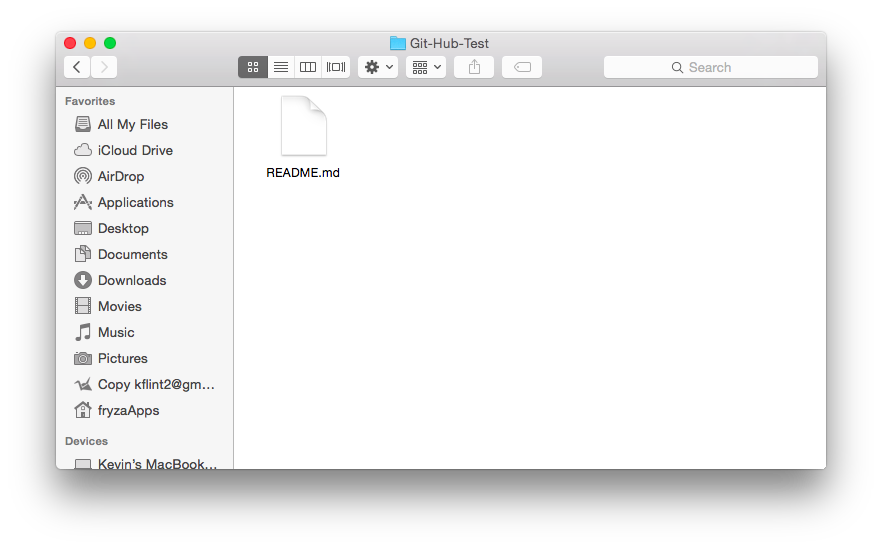 Git-Hub-Test
Search
Favorites
All My Files
iCloud Drive
AirDrop
Applications
Desktop
Documents
Downloads
Movies
Music
Pictures
Copy kflint2@gm…
fryzaApps
Devices
Kevin’s MacBook…
README.md